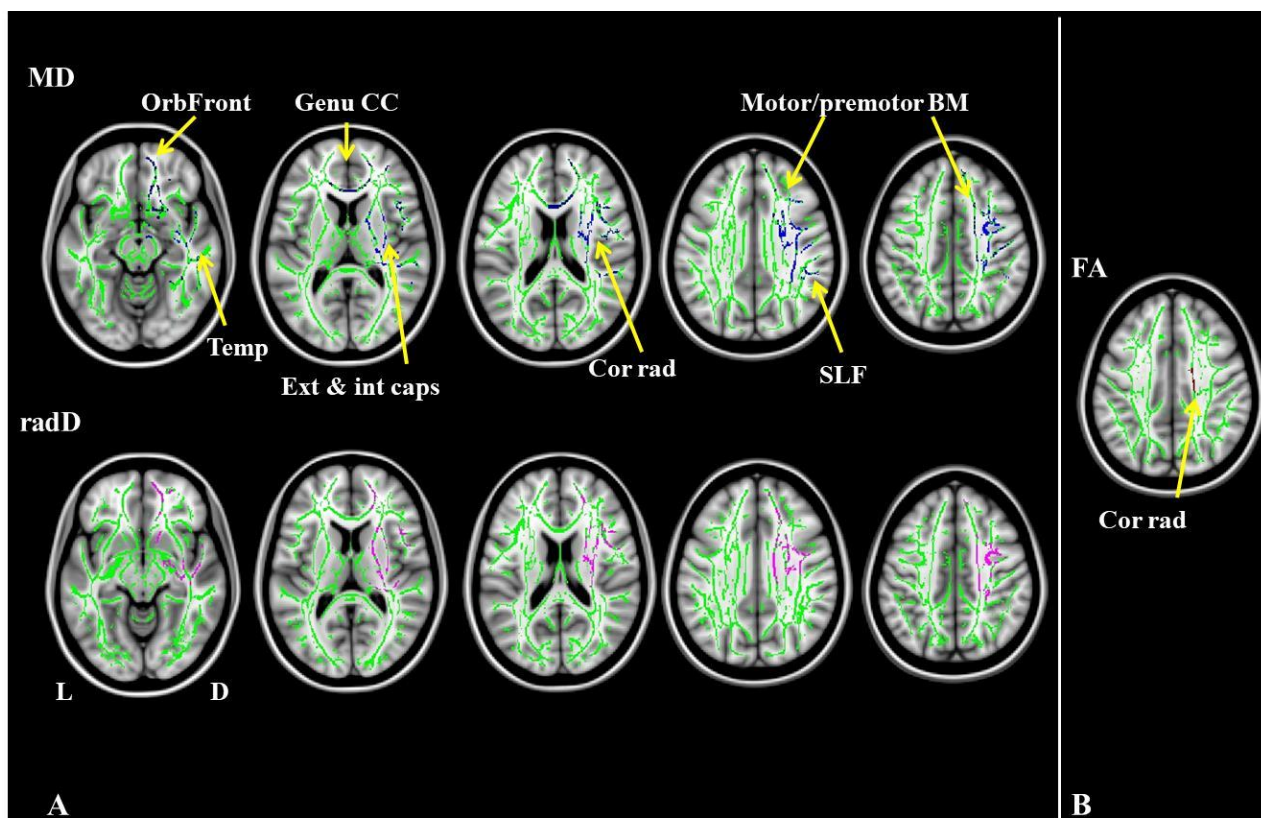 MD
OrbFront
Genu CC
Motor/premotor BM
Temp
Ext & int caps
Cor rad
SLF
radD
L
D
A
FA
Cor rad
B